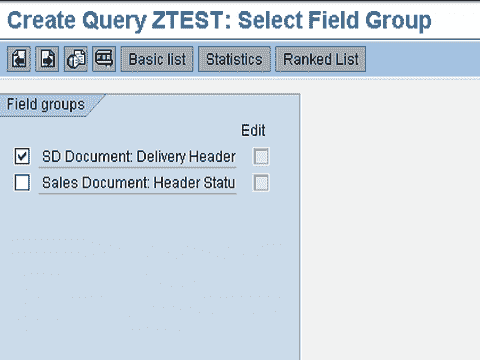 Create Query ZTEST: Select Field Group
Basic list Statistics Ranked List
Field groups
Edit
SD Document: Delivery Header
Sales Document: Header Statu